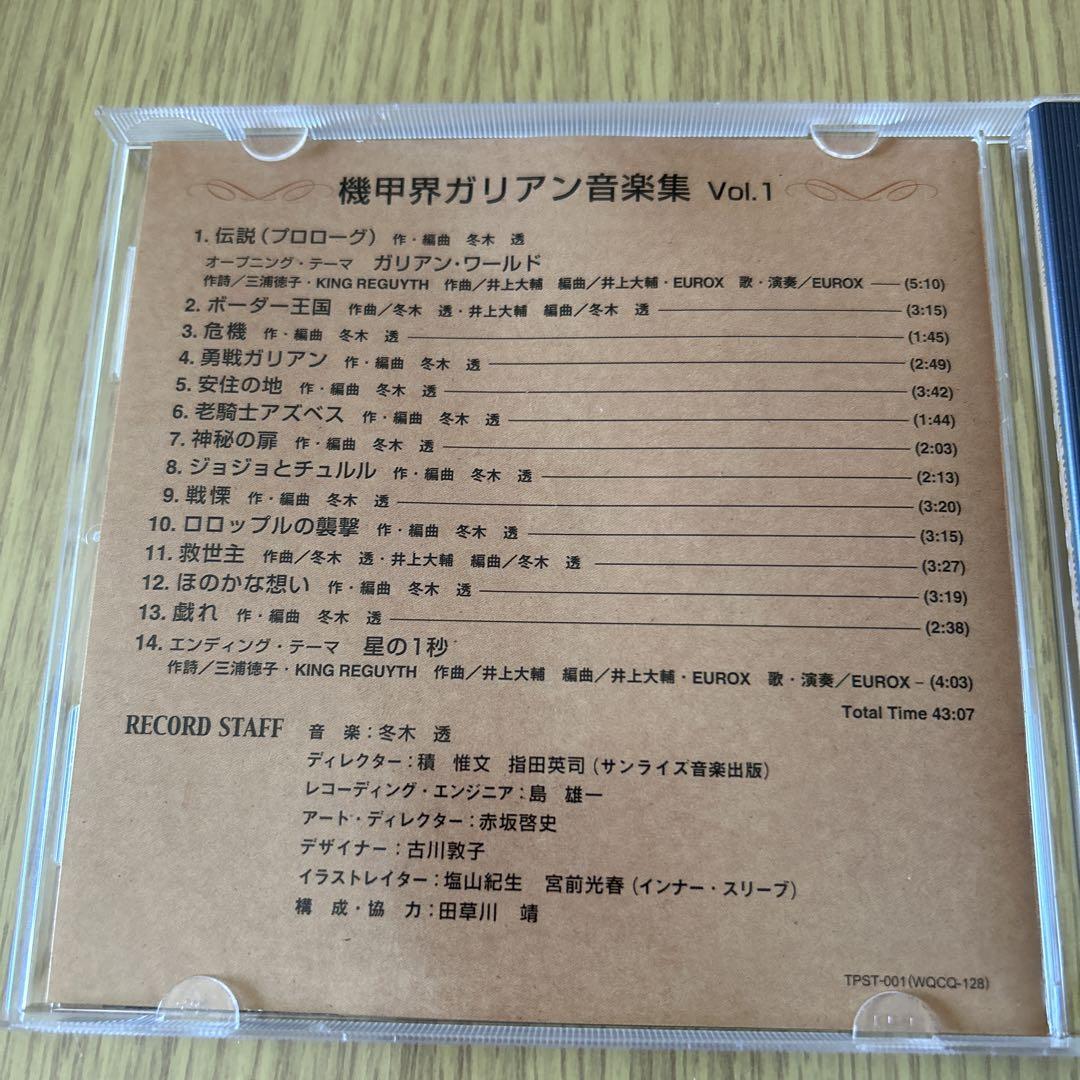 機甲界ガリアン音楽集 Vol.1
1. 伝説(プロローグ) 作・編曲 冬木 透
オープニング・テーマ ガリアン・ワールド
作詩／三浦徳子・KING REGUYTH 作曲／井上大輔 編曲／井上大輔・EUROX 歌・演奏／EUROX (5:10)
2. ボーダー王国 作曲／冬木 透・井上大輔 編曲／冬木 透 (3:15)
3. 危機 作・編曲 冬木 透 (1:45)
4. 勇戦ガリアン 作・編曲 冬木 透 (2:49)
5. 安住の地 作・編曲 冬木 透 (3:42)
6. 老騎士アズベス 作・編曲 冬木 透 (1:44)
7. 神秘の扉 作・編曲 冬木 透 (2:03)
8. ジョジョとチュルル 作・編曲 冬木 透 (2:13)
9. 戦慄 作・編曲 冬木 透 (3:20)
10. ロロップルの襲撃 作・編曲 冬木 透 (3:15)
11. 救世主 作曲／冬木 透・井上大輔 編曲／冬木 透 (3:27)
12. ほのかな想い 作・編曲 冬木 透 (3:19)
13. 戯れ 作・編曲 冬木 透 (2:38)
14. エンディング・テーマ 星の1秒
作詩／三浦徳子・KING REGUYTH 作曲／井上大輔 編曲／井上大輔・EUROX 歌・演奏／EUROX – (4:03)
Total Time 43:07
RECORD STAFF 音 楽：冬木 透
ディレクター：積 惟文 指田英司(サンライズ音楽出版)
レコーディング・エンジニア：島 雄一
アート・ディレクター：赤坂啓史
デザイナー：古川敦子
イラストレイター：塩山紀生 宮前光春(インナー・スリーブ)
構 成・協 力：田草川 靖
TPST-001(WQCQ-128)